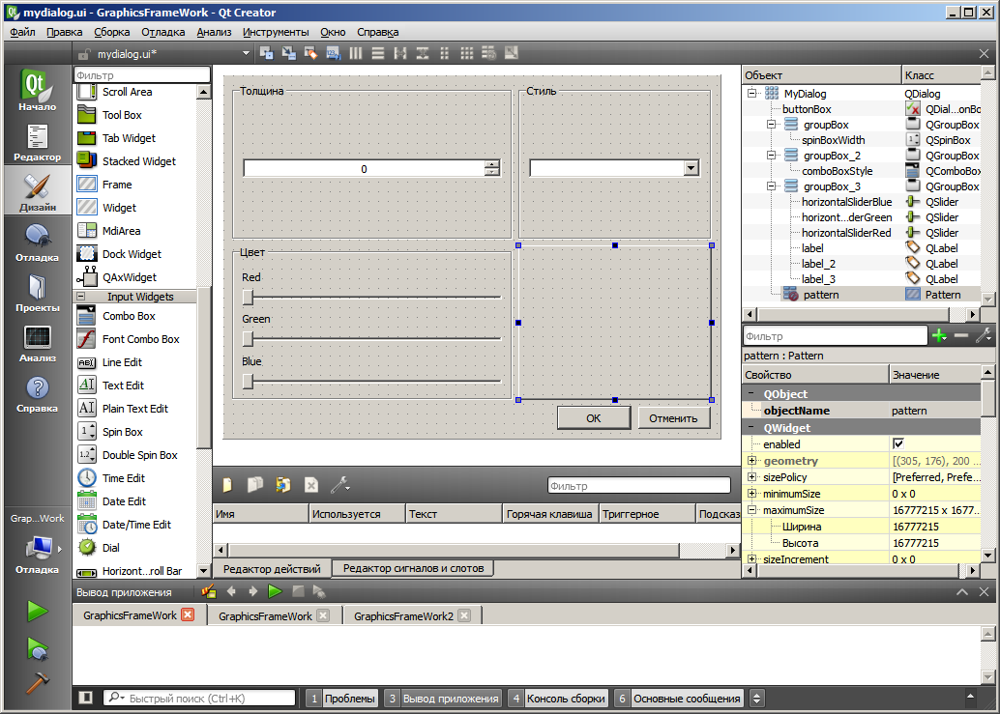 mydialog.ui - GraphicsFrameWork - Qt Creator
Файл Правка Сборка Отладка Анализ Инструменты Окно Справка
mydialog.ui*
Начало
Редактор
Дизайн
Отладка
Проекты
Анализ
Справка
Grap...Work
Отладка
Фильтр
Scroll Area
Tool Box
Tab Widget
Stacked Widget
Frame
Widget
MdiArea
Dock Widget
QAxWidget
Input Widgets
Combo Box
Font Combo Box
Line Edit
Text Edit
Plain Text Edit
Spin Box
Double Spin Box
Time Edit
Date Edit
Date/Time Edit
Dial
Horizont...roll Bar
Толщина
0
Стиль
Цвет
Red
Green
Blue
OK Отменить
Фильтр
Имя Используется Текст Горячая клавиша Триггерное Подсказ
Редактор действий Редактор сигналов и слотов
Объект Класс
MyDialog QDialog
buttonBox QDial...onBo
groupBox QGroupBox
spinBoxWidth QSpinBox
groupBox_2 QGroupBox
comboBoxStyle QComboBox
groupBox_3 QGroupBox
horizontalSliderBlue QSlider
horizont...derGreen QSlider
horizontalSliderRed QSlider
label QLabel
label_2 QLabel
label_3 QLabel
pattern Pattern
Фильтр
pattern : Pattern
Свойство Значение
QObject
objectName pattern
QWidget
enabled
geometry [(305, 176), 200 ...
sizePolicy [Preferred, Prefe...
minimumSize 0 x 0
maximumSize 16777215 x 1677...
Ширина 16777215
Высота 16777215
sizeIncrement 0 x 0
Вывод приложения
GraphicsFrameWork GraphicsFrameWork GraphicsFrameWork2
Быстрый поиск (Ctrl+K) 1 Проблемы 3 Вывод приложения 4 Консоль сборки 6 Основные сообщения